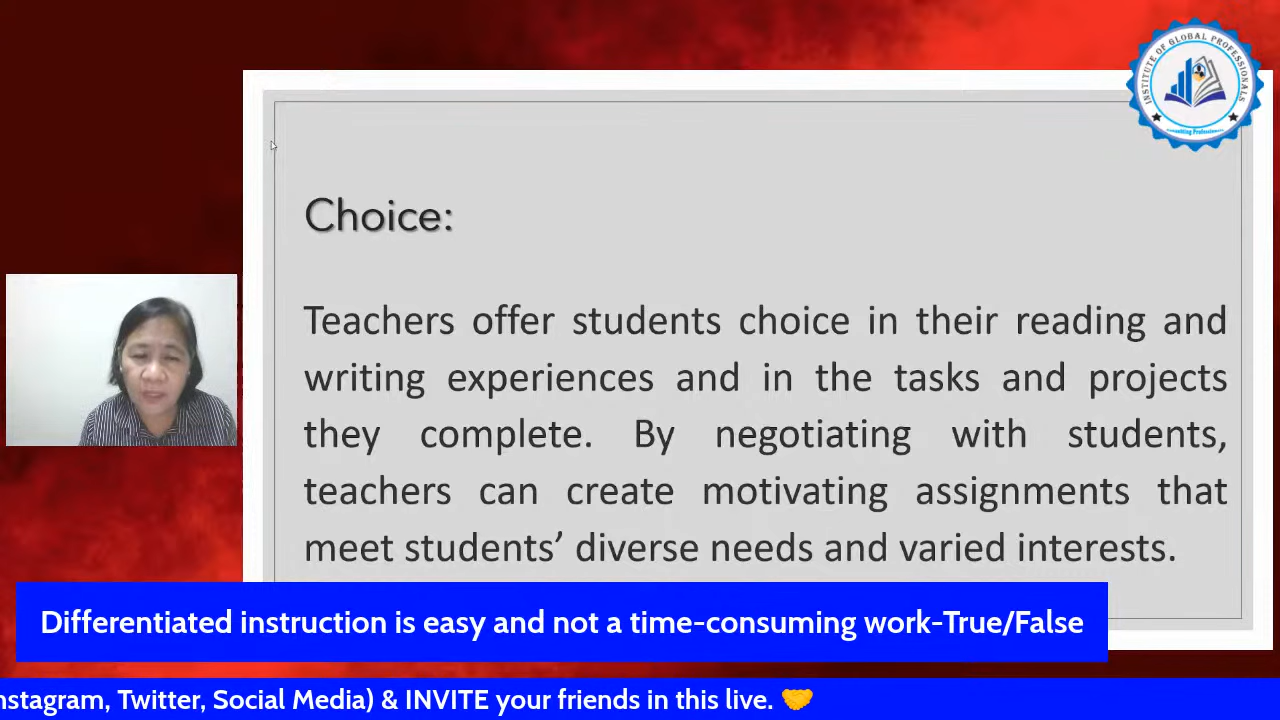 INSTITUTE OF GLOBAL PROFESSIONALS
Choice:
Teachers offer students choice in their reading and
writing experiences and in the tasks and projects
they complete. By negotiating with students,
teachers can create motivating assignments that
meet students’ diverse needs and varied interests.
Differentiated instruction is easy and not a time-consuming work-True/False
nstagram, Twitter, Social Media) & INVITE your friends in this live. 🤝